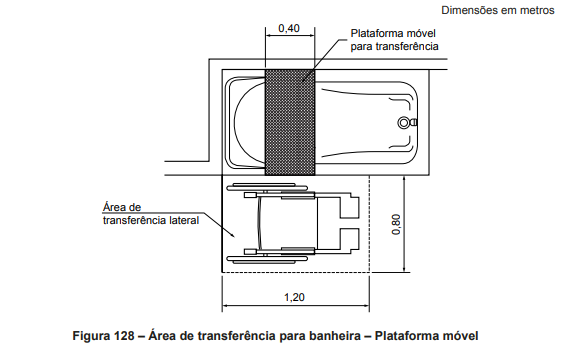 Dimensões em metros
0,40
Plataforma móvel
para transferência
Área de
transferência lateral
0,80
1,20
Figura 128 – Área de transferência para banheira – Plataforma móvel